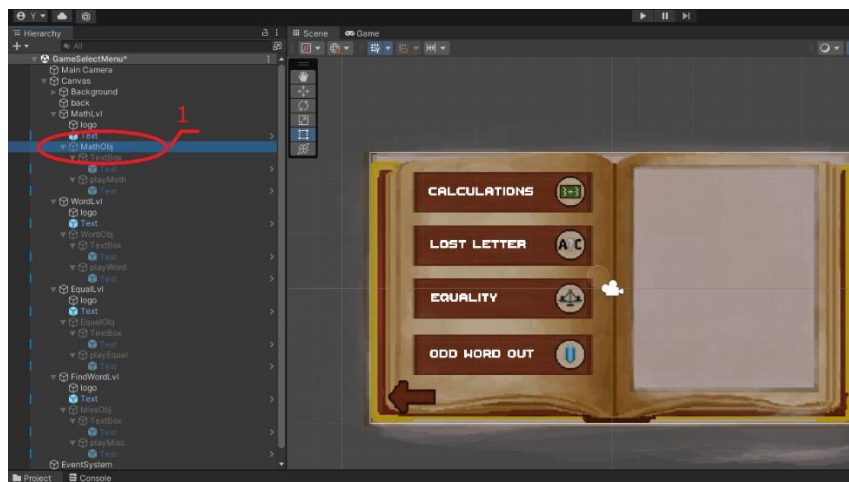 Y
Hierarchy
All
GameSelectMenu*
Main Camera
Canvas
Background
back
MathLvl
logo
Text
MathObj
TextBox
Text
playMath
Text
WordLvl
logo
Text
WordObj
TextBox
Text
playWord
Text
EqualLvl
logo
Text
EqualObj
TextBox
Text
playEqual
Text
FindWordLvl
logo
Text
MissObj
TextBox
Text
playMiss
Text
EventSystem
Project Console
1
Scene Game
CALCULATIONS 3+3
LOST LETTER A?C
EQUALITY
ODD WORD OUT